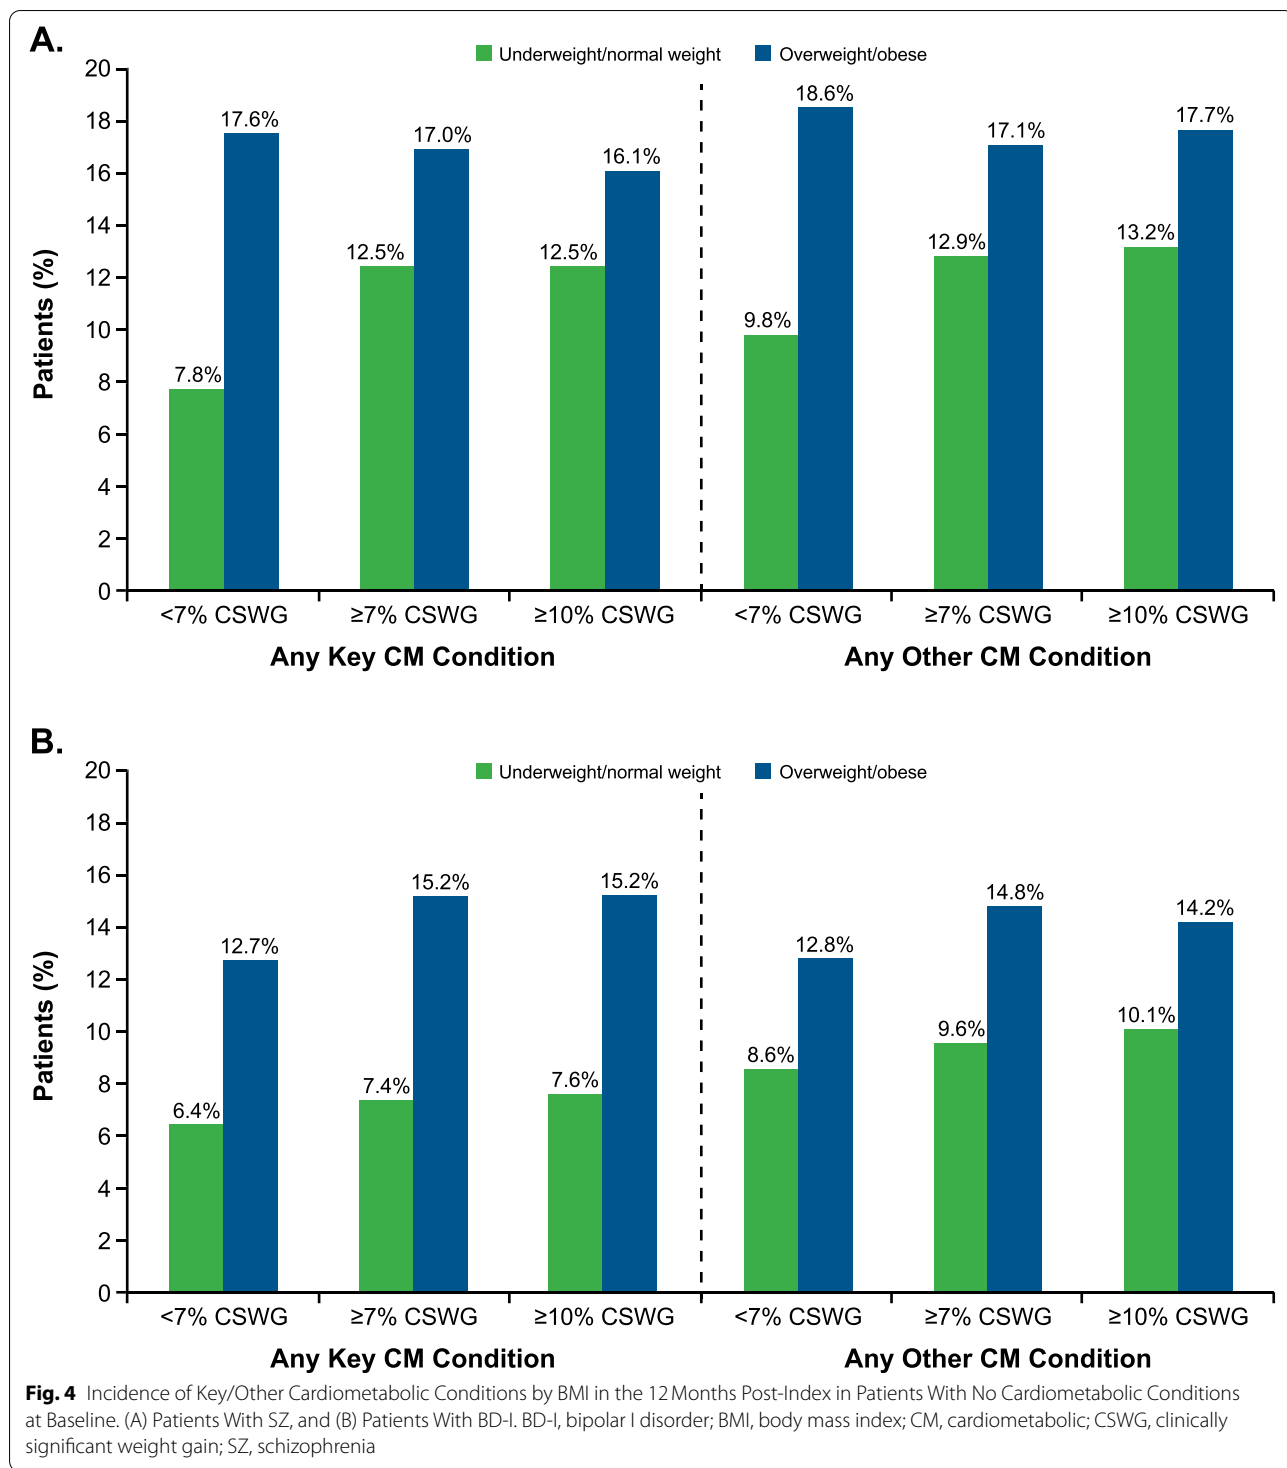 A.
Underweight/normal weight Overweight/obese
20
18
16
14
12
10
8
6
4
2
0
Patients (%)
7.8% 17.6% 12.5% 17.0% 12.5% 16.1% 9.8% 18.6% 12.9% 17.1% 13.2% 17.7%
<7% CSWG ≥7% CSWG ≥10% CSWG <7% CSWG ≥7% CSWG ≥10% CSWG
Any Key CM Condition Any Other CM Condition
B.
Underweight/normal weight Overweight/obese
20
18
16
14
12
10
8
6
4
2
0
Patients (%)
6.4% 12.7% 7.4% 15.2% 7.6% 15.2% 8.6% 12.8% 9.6% 14.8% 10.1% 14.2%
<7% CSWG ≥7% CSWG ≥10% CSWG <7% CSWG ≥7% CSWG ≥10% CSWG
Any Key CM Condition Any Other CM Condition
Fig. 4 Incidence of Key/Other Cardiometabolic Conditions by BMI in the 12 Months Post-Index in Patients With No Cardiometabolic Conditions
at Baseline. (A) Patients With SZ, and (B) Patients With BD-I. BD-I, bipolar I disorder; BMI, body mass index; CM, cardiometabolic; CSWG, clinically
significant weight gain; SZ, schizophrenia